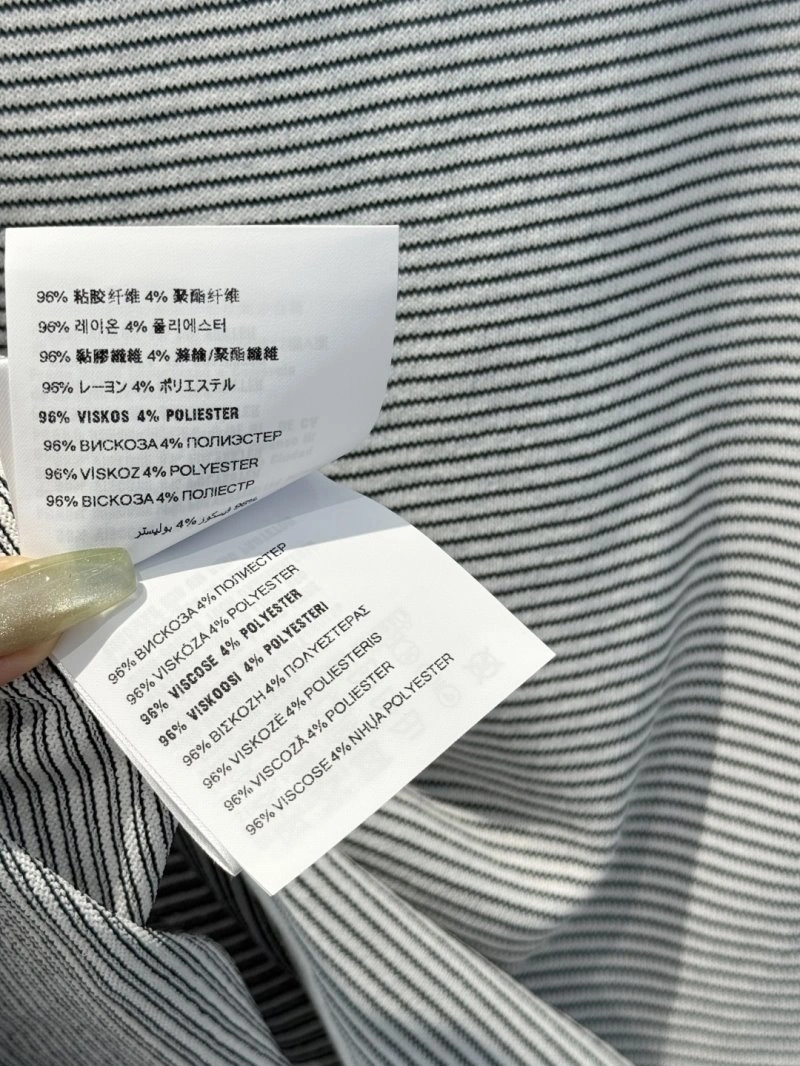 96% 粘胶纤维 4% 聚酯纤维
96% 레이온 4% 폴리에스터
96% 黏膠纖維 4% 滌綸/聚酯纖維
96% レーヨン 4% ポリエステル
96% VISKOS 4% POLIESTER
96% ВИСКОЗА 4% ПОЛИЭСТЕР
96% VİSKOZ 4% POLYESTER
96% ВІСКОЗА 4% ПОЛІЕСТР
96% فيسكوز 4% بوليستر
96% ВИСКОЗА 4% ПОЛИЕСТЕР
96% VISKÓZA 4% POLYESTER
96% VISCOSE 4% POLYESTER
96% VISKOOSI 4% POLYESTERI
96% ΒΙΣΚΟΖΗ 4% ΠΟΛΥΕΣΤΕΡΑΣ
96% VISKOZĖ 4% POLIESTERIS
96% VISCOZĂ 4% POLIESTER
96% VISCOSE 4% NHỰA POLYESTER